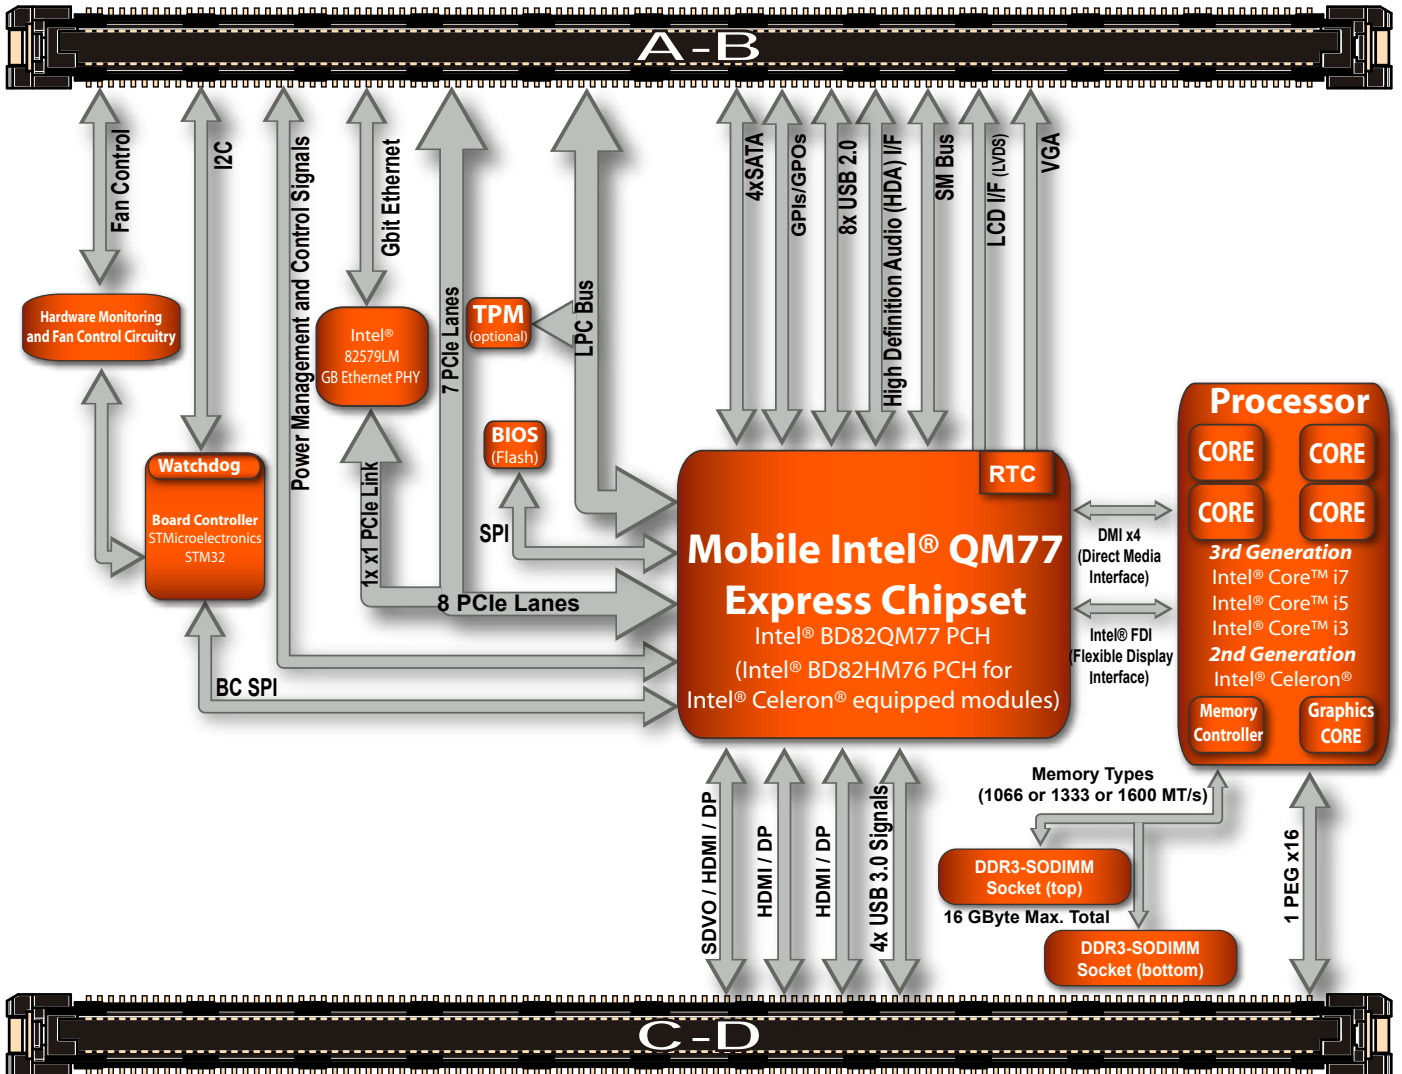 A-B
Fan Control
I2C
Power Management and Control Signals
Gbit Ethernet
7 PCIe Lanes
LPC Bus
4xSATA
GPIs/GPOs
8x USB 2.0
High Definition Audio (HDA) I/F
SM Bus
LCD I/F (LVDS)
VGA
Hardware Monitoring
and Fan Control Circuitry
Intel®
82579LM
GB Ethernet PHY
TPM
(optional)
BIOS
(Flash)
SPI
1x x1 PCIe Link
8 PCIe Lanes
Watchdog
Board Controller
STMicroelectronics
STM32
BC SPI
RTC
Mobile Intel® QM77
Express Chipset
Intel® BD82QM77 PCH
(Intel® BD82HM76 PCH for
Intel® Celeron® equipped modules)
DMI x4
(Direct Media
Interface)
Intel® FDI
(Flexible Display
Interface)
Processor
CORE
CORE
CORE
CORE
3rd Generation
Intel® Core™ i7
Intel® Core™ i5
Intel® Core™ i3
2nd Generation
Intel® Celeron®
Memory
Controller
Graphics
CORE
Memory Types
(1066 or 1333 or 1600 MT/s)
DDR3-SODIMM
Socket (top)
16 GByte Max. Total
DDR3-SODIMM
Socket (bottom)
1 PEG x16
SDVO / HDMI / DP
HDMI / DP
HDMI / DP
4x USB 3.0 Signals
C-D